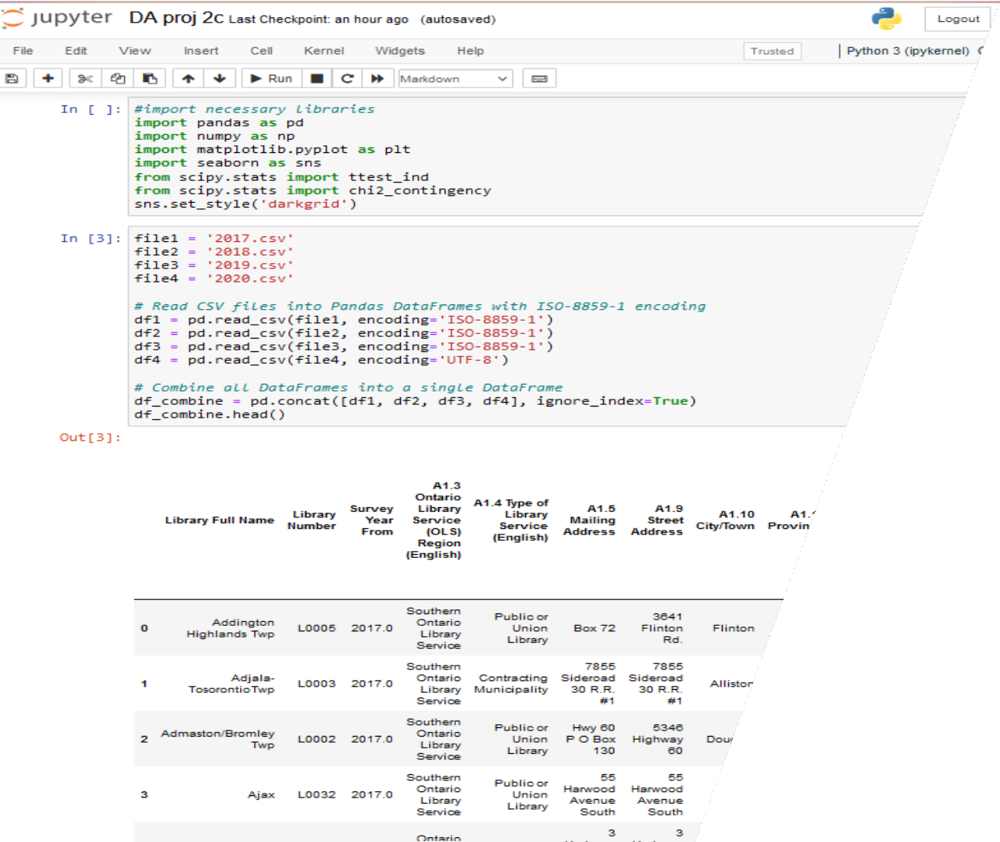 jupyter DA proj 2c Last Checkpoint: an hour ago (autosaved)
Logout
File Edit View Insert Cell Kernel Widgets Help
Trusted
Python 3 (ipykernel)
Run
Markdown
In [ ]:
#import necessary libraries
import pandas as pd
import numpy as np
import matplotlib.pyplot as plt
import seaborn as sns
from scipy.stats import ttest_ind
from scipy.stats import chi2_contingency
sns.set_style('darkgrid')
In [3]:
file1 = '2017.csv'
file2 = '2018.csv'
file3 = '2019.csv'
file4 = '2020.csv'
# Read CSV files into Pandas DataFrames with ISO-8859-1 encoding
df1 = pd.read_csv(file1, encoding='ISO-8859-1')
df2 = pd.read_csv(file2, encoding='ISO-8859-1')
df3 = pd.read_csv(file3, encoding='ISO-8859-1')
df4 = pd.read_csv(file4, encoding='UTF-8')
# Combine all DataFrames into a single DataFrame
df_combine = pd.concat([df1, df2, df3, df4], ignore_index=True)
df_combine.head()
Out[3]:
Library Full Name
Library
Number
Survey
Year
From
A1.3
Ontario
Library
Service
(OLS)
Region
(English)
A1.4 Type of
Library
Service
(English)
A1.5
Mailing
Address
A1.9
Street
Address
A1.10
City/Town
0
Addington
Highlands Twp
L0005
2017.0
Southern
Ontario
Library
Service
Public or
Union
Library
Box 72
3641
Flinton
Rd.
Flinton
1
Adjala-
TosorontioTwp
L0003
2017.0
Southern
Ontario
Library
Service
Contracting
Municipality
7855
Sideroad
30 R.R.
#1
7855
Sideroad
30 R.R.
#1
Alliston
2
Admaston/Bromley
Twp
L0002
2017.0
Southern
Ontario
Library
Service
Public or
Union
Library
Hwy 60
P O Box
130
5346
Highway
60
3
Ajax
L0032
2017.0
Southern
Ontario
Library
Service
Public or
Union
Library
55
Harwood
Avenue
South
55
Harwood
Avenue
South
Ontario
3
3